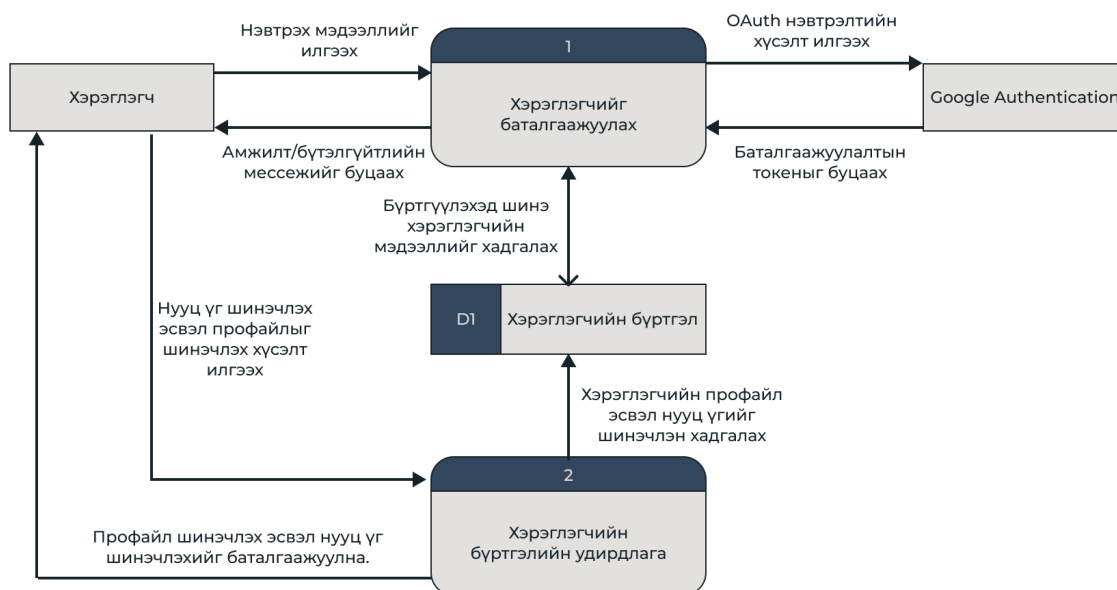 Нэвтрэх мэдээллийг
илгээх
1
OAuth нэвтрэлтийн
хүсэлт илгээх
Хэрэглэгч
Хэрэглэгчийг
баталгаажуулах
Google Authentication
Амжилт/бүтэлгүйтлийн
мессежийг буцаах
Баталгаажуулалтын
токеныг буцаах
Бүртгүүлэхэд шинэ
хэрэглэгчийн
мэдээллийг хадгалах
D1
Хэрэглэгчийн бүртгэл
Нууц үг шинэчлэх
эсвэл профайлыг
шинэчлэх хүсэлт
илгээх
Хэрэглэгчийн профайл
эсвэл нууц үгийг
шинэчлэн хадгалах
2
Хэрэглэгчийн
бүртгэлийн удирдлага
Профайл шинэчлэх эсвэл нууц үг
шинэчлэхийг баталгаажуулна.